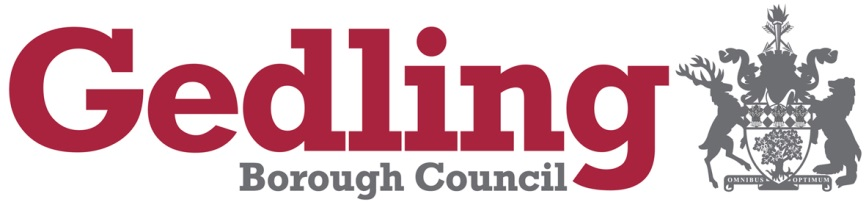 Gedling
Borough Council
OMNIBUS OPTIMUM